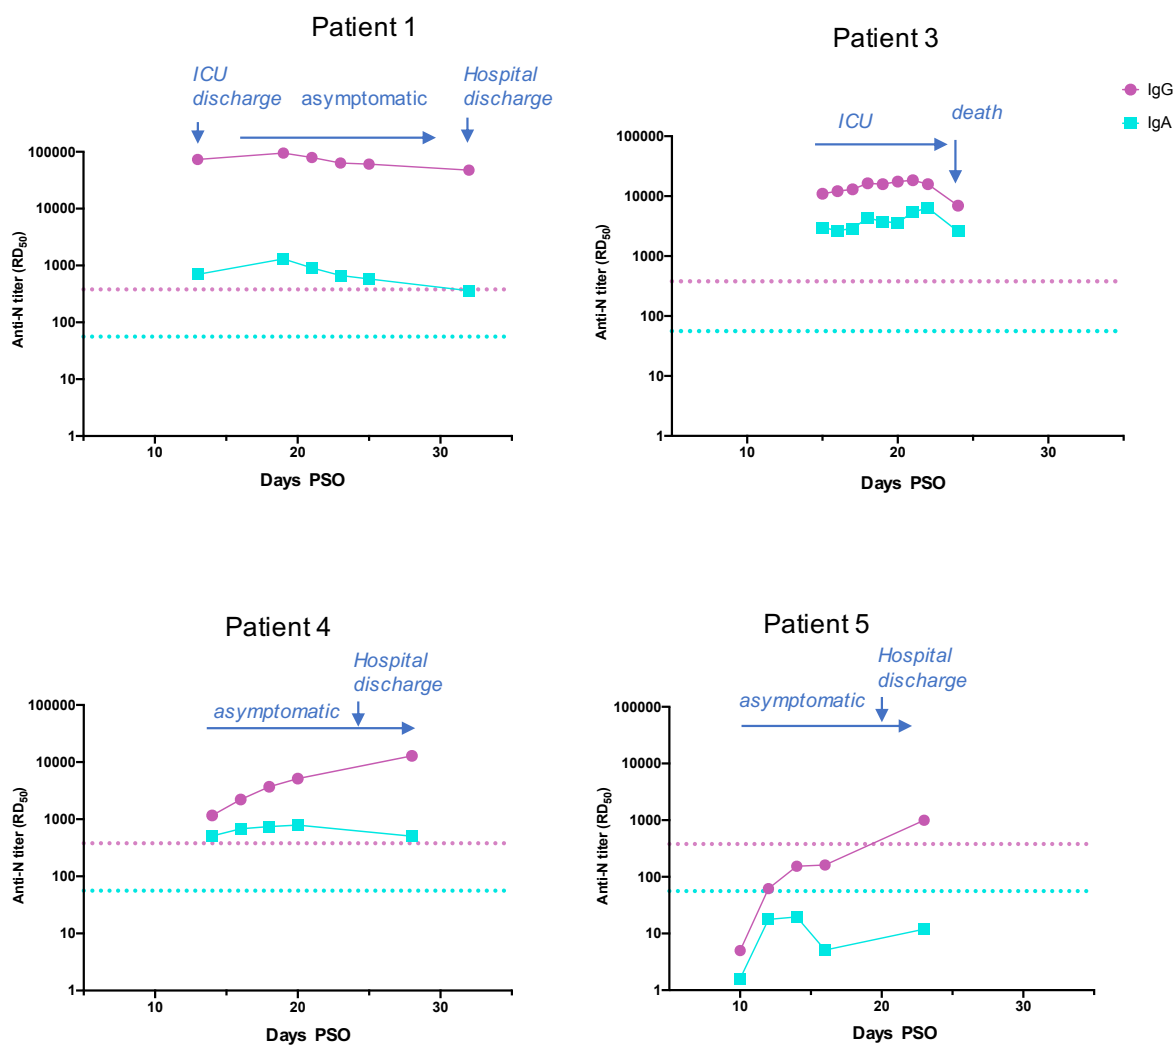 Patient 1
ICU
discharge
asymptomatic
Hospital
discharge
100000
10000
1000
100
10
1
Anti-N titer (RD50)
10
20
30
Days PSO
Patient 3
IgG
IgA
ICU
death
100000
10000
1000
100
10
1
Anti-N titer (RD50)
10
20
30
Days PSO
Patient 4
Hospital
discharge
asymptomatic
100000
10000
1000
100
10
1
Anti-N titer (RD50)
10
20
30
Days PSO
Patient 5
Hospital
discharge
asymptomatic
100000
10000
1000
100
10
1
Anti-N titer (RD50)
10
20
30
Days PSO